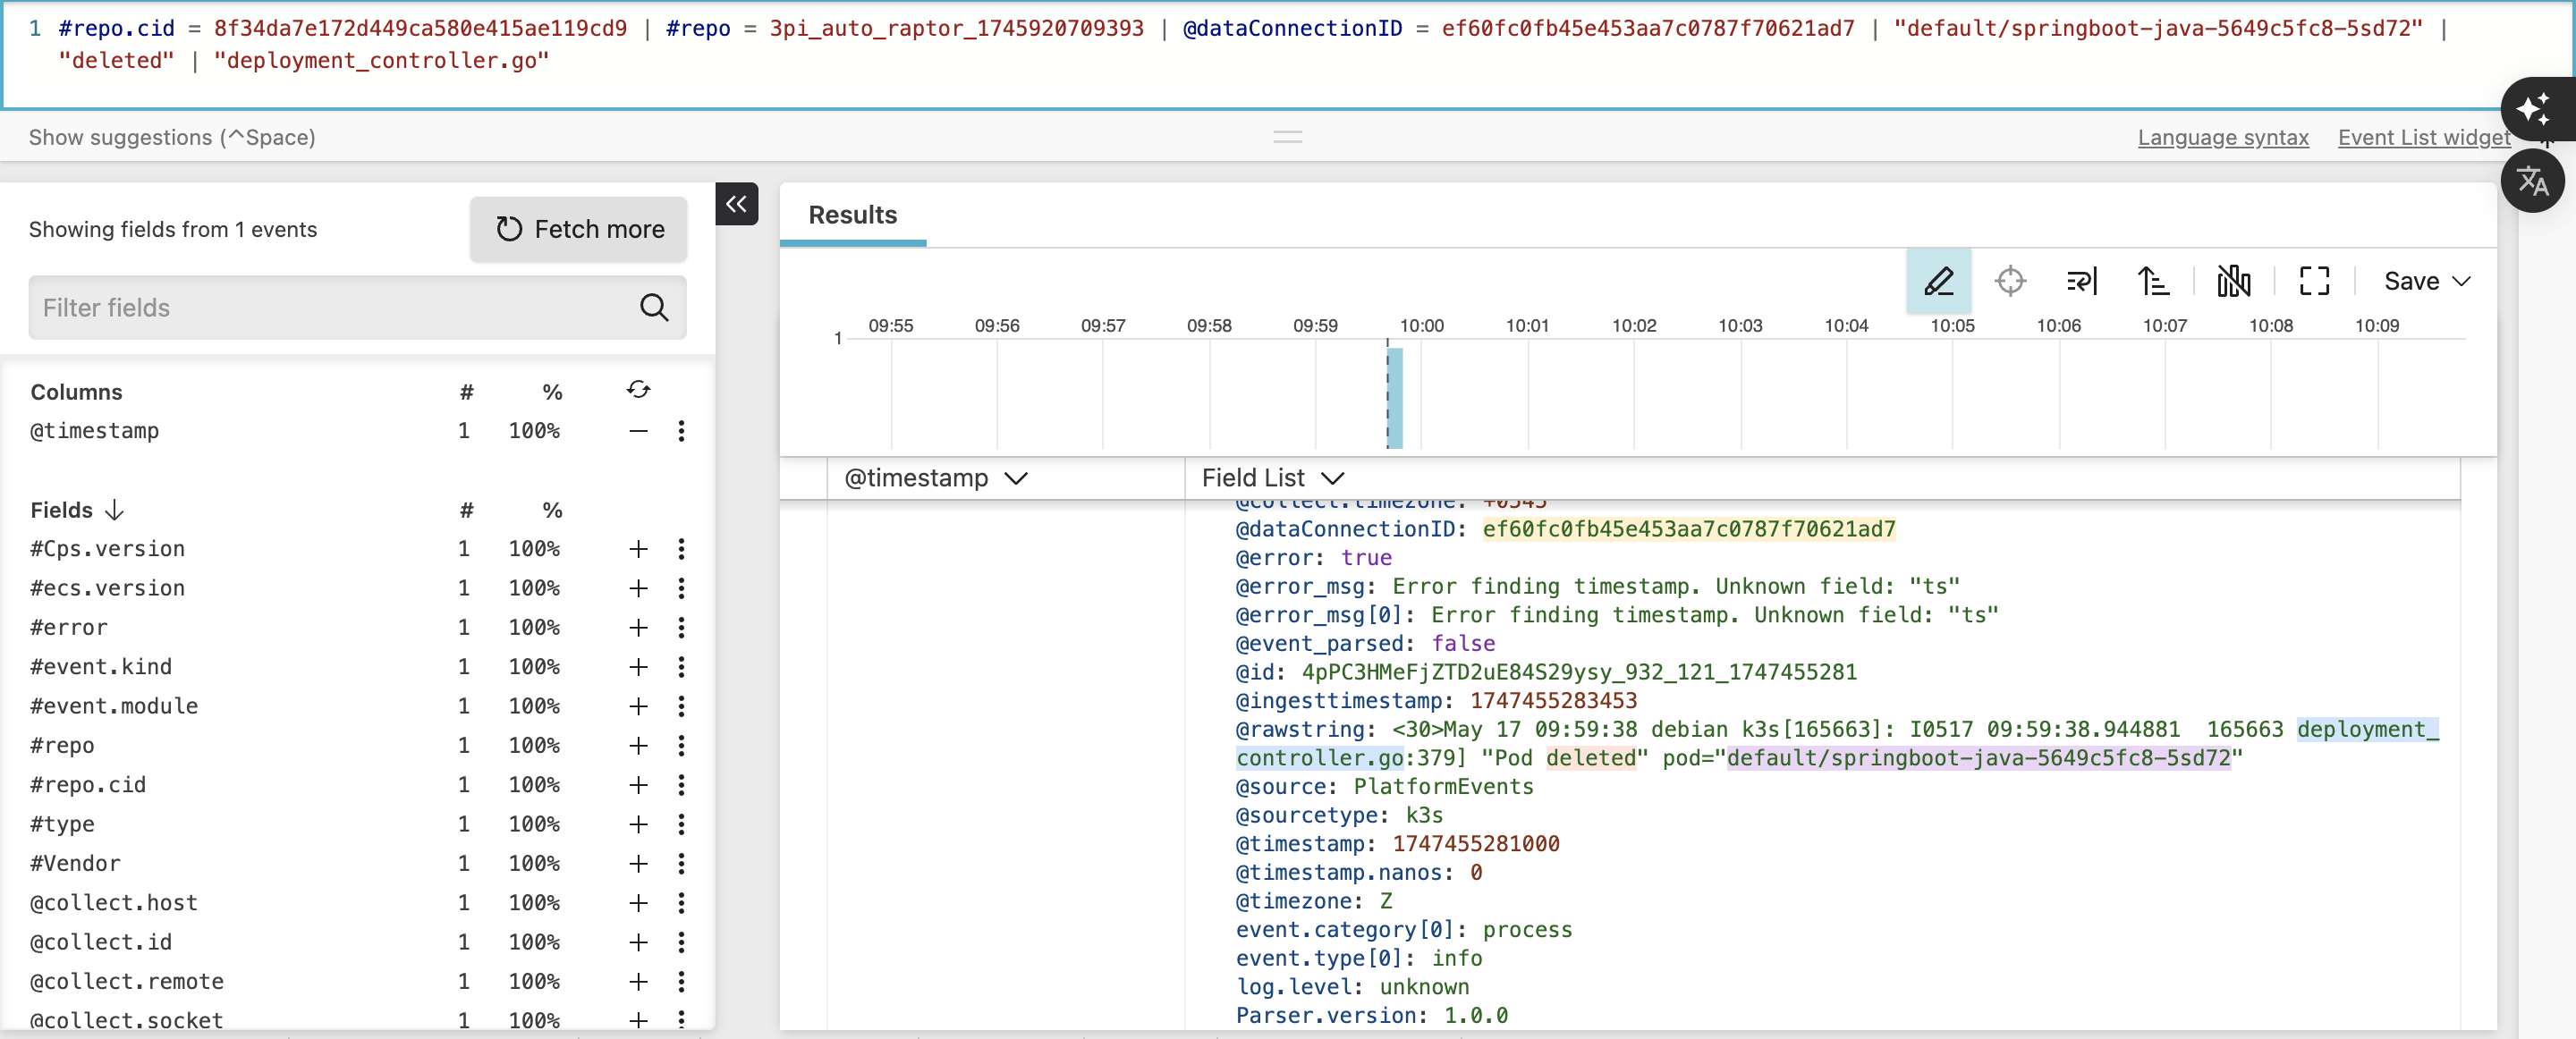 1 #repo.cid = 8f34da7e172d449ca580e415ae119cd9 | #repo = 3pi_auto_raptor_1745920709393 | @dataConnectionID = ef60fc0fb45e453aa7c0787f70621ad7 | "default/springboot-java-5649c5fc8-5sd72" |
"deleted" | "deployment_controller.go"
Show suggestions (^Space)
Language syntax Event List widget
Showing fields from 1 events
Fetch more
Filter fields
Columns # %
@timestamp 1 100%
Fields # %
#Cps.version 1 100%
#ecs.version 1 100%
#error 1 100%
#event.kind 1 100%
#event.module 1 100%
#repo 1 100%
#repo.cid 1 100%
#type 1 100%
#Vendor 1 100%
@collect.host 1 100%
@collect.id 1 100%
@collect.remote 1 100%
@collect.socket 1 100%
Results
Save
09:55 09:56 09:57 09:58 09:59 10:00 10:01 10:02 10:03 10:04 10:05 10:06 10:07 10:08 10:09
1
@timestamp Field List
@collect.timezone: +0545
@dataConnectionID: ef60fc0fb45e453aa7c0787f70621ad7
@error: true
@error_msg: Error finding timestamp. Unknown field: "ts"
@error_msg[0]: Error finding timestamp. Unknown field: "ts"
@event_parsed: false
@id: 4pPC3HMeFjZTD2uE84S29ysy_932_121_1747455281
@ingesttimestamp: 1747455283453
@rawstring: <30>May 17 09:59:38 debian k3s[165663]: I0517 09:59:38.944881  165663 deployment_
controller.go:379] "Pod deleted" pod="default/springboot-java-5649c5fc8-5sd72"
@source: PlatformEvents
@sourcetype: k3s
@timestamp: 1747455281000
@timestamp.nanos: 0
@timezone: Z
event.category[0]: process
event.type[0]: info
log.level: unknown
Parser.version: 1.0.0